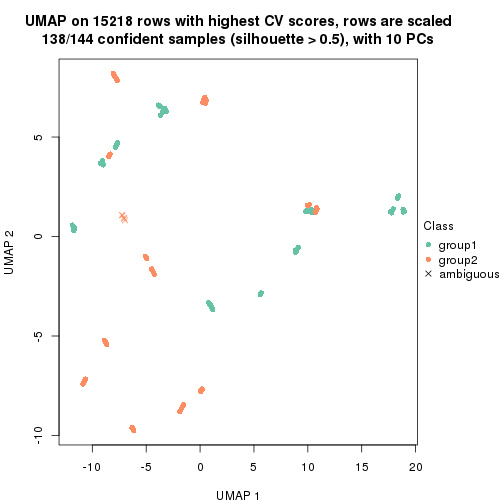 UMAP on 15218 rows with highest CV scores, rows are scaled
138/144 confident samples (silhouette > 0.5), with 10 PCs
5
0
-5
-10
UMAP 2
-10 -5 0 5 10 15 20
UMAP 1
Class
group1
group2
ambiguous